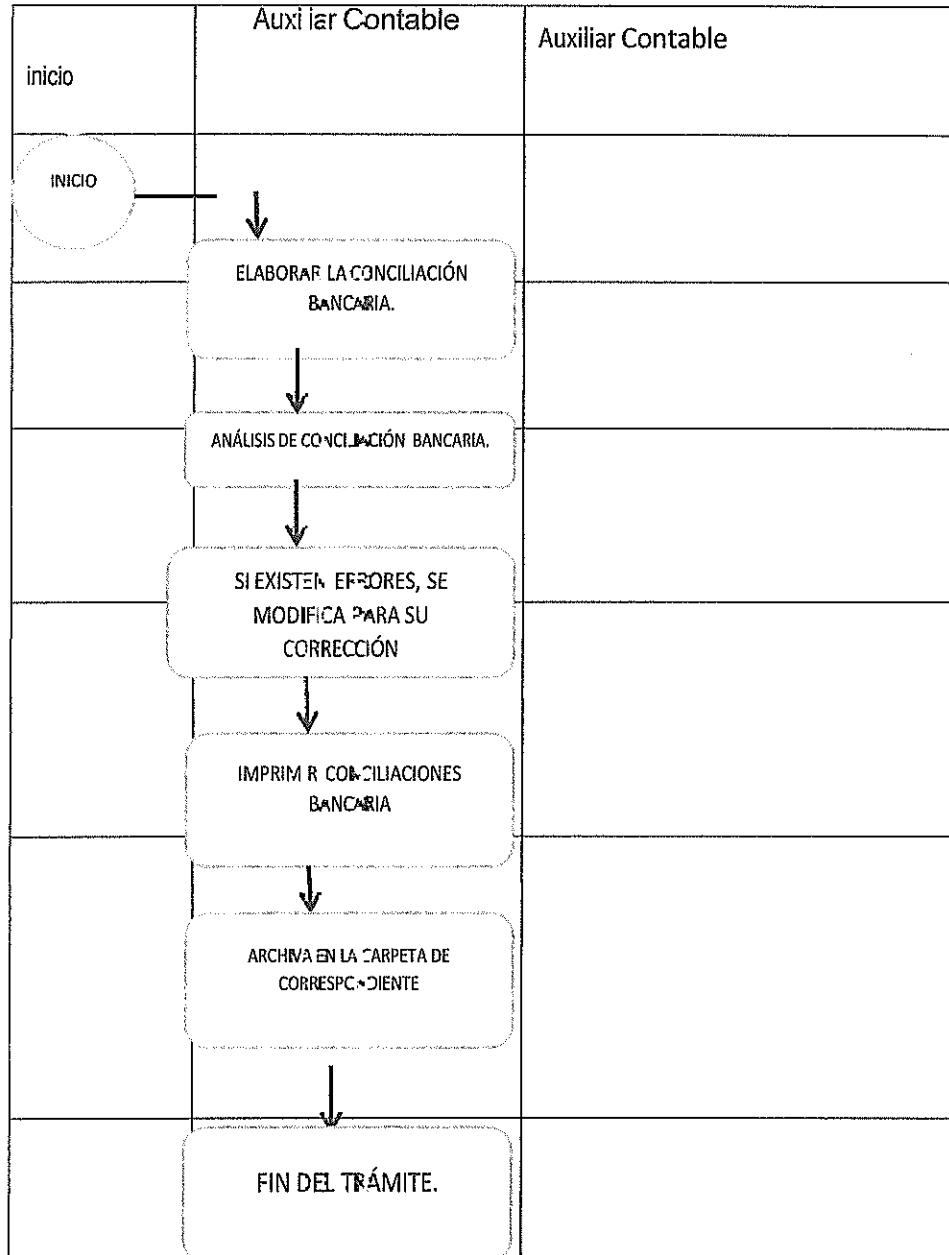 Auxiliar Contable
Auxiliar Contable
inicio
INICIO
ELABORAR LA CONCILIACIÓN
BANCARIA.
ANÁLISIS DE CONCILIACIÓN BANCARIA.
SI EXISTEN ERRORES, SE
MODIFICA PARA SU
CORRECCIÓN
IMPRIMIR CONCILIACIONES
BANCARIA
ARCHIVA EN LA CARPETA DE
CORRESPONDIENTE
FIN DEL TRÁMITE.